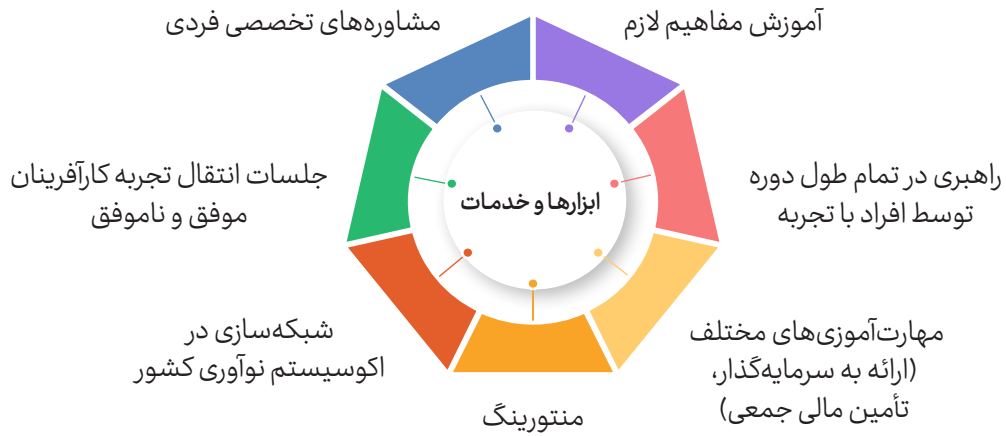 آموزش مفاهیم لازم
راهبری در تمام طول دوره
توسط افراد با تجربه
مهارت‌آموزی‌های مختلف
(ارائه به سرمایه‌گذار،
تأمین مالی جمعی)
منتورینگ
شبکه‌سازی در
اکوسیستم نوآوری کشور
جلسات انتقال تجربه کارآفرینان
موفق و ناموفق
مشاوره‌های تخصصی فردی
ابزارها و خدمات